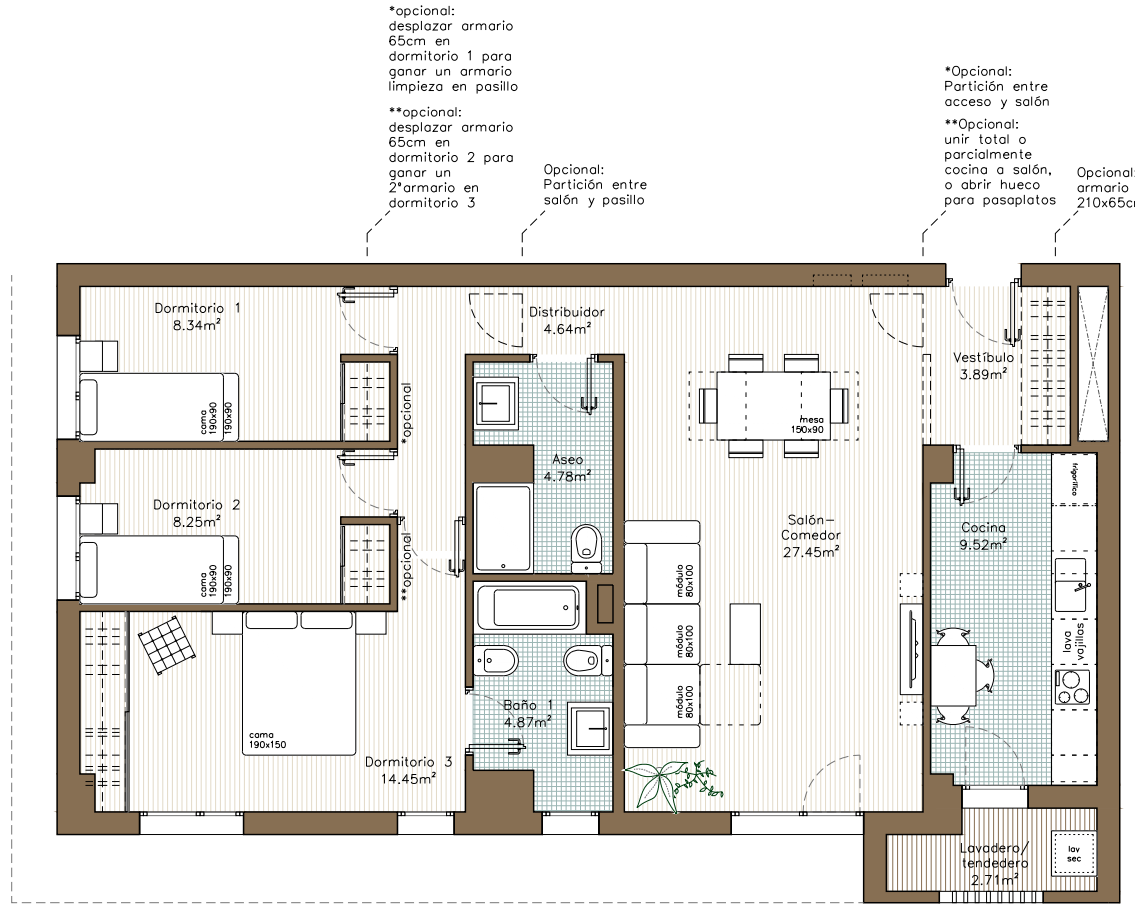 *opcional:
desplazar armario
65cm en
dormitorio 1 para
ganar un armario
limpieza en pasillo
**opcional:
desplazar armario
65cm en
dormitorio 2 para
ganar un
2ºarmario en
dormitorio 3
Opcional:
Partición entre
salón y pasillo
*Opcional:
Partición entre
acceso y salón
**Opcional:
unir total o
parcialmente
cocina a salón,
o abrir hueco
para pasaplatos
Opcional:
armario
210x65cm
Dormitorio 1
8.34m²
Distribuidor
4.64m²
Vestíbulo
3.89m²
cama
190x90
190x90
*opcional
mesa
150x90
Aseo
4.78m²
frigorífico
Dormitorio 2
8.25m²
Salón-
Comedor
27.45m²
Cocina
9.52m²
cama
190x90
190x90
**opcional
módulo
80x100
módulo
80x100
módulo
80x100
lava
vajillas
cama
190x150
Baño 1
4.87m²
Dormitorio 3
14.45m²
Lavadero/
tendedero
2.71m²
lav
sec